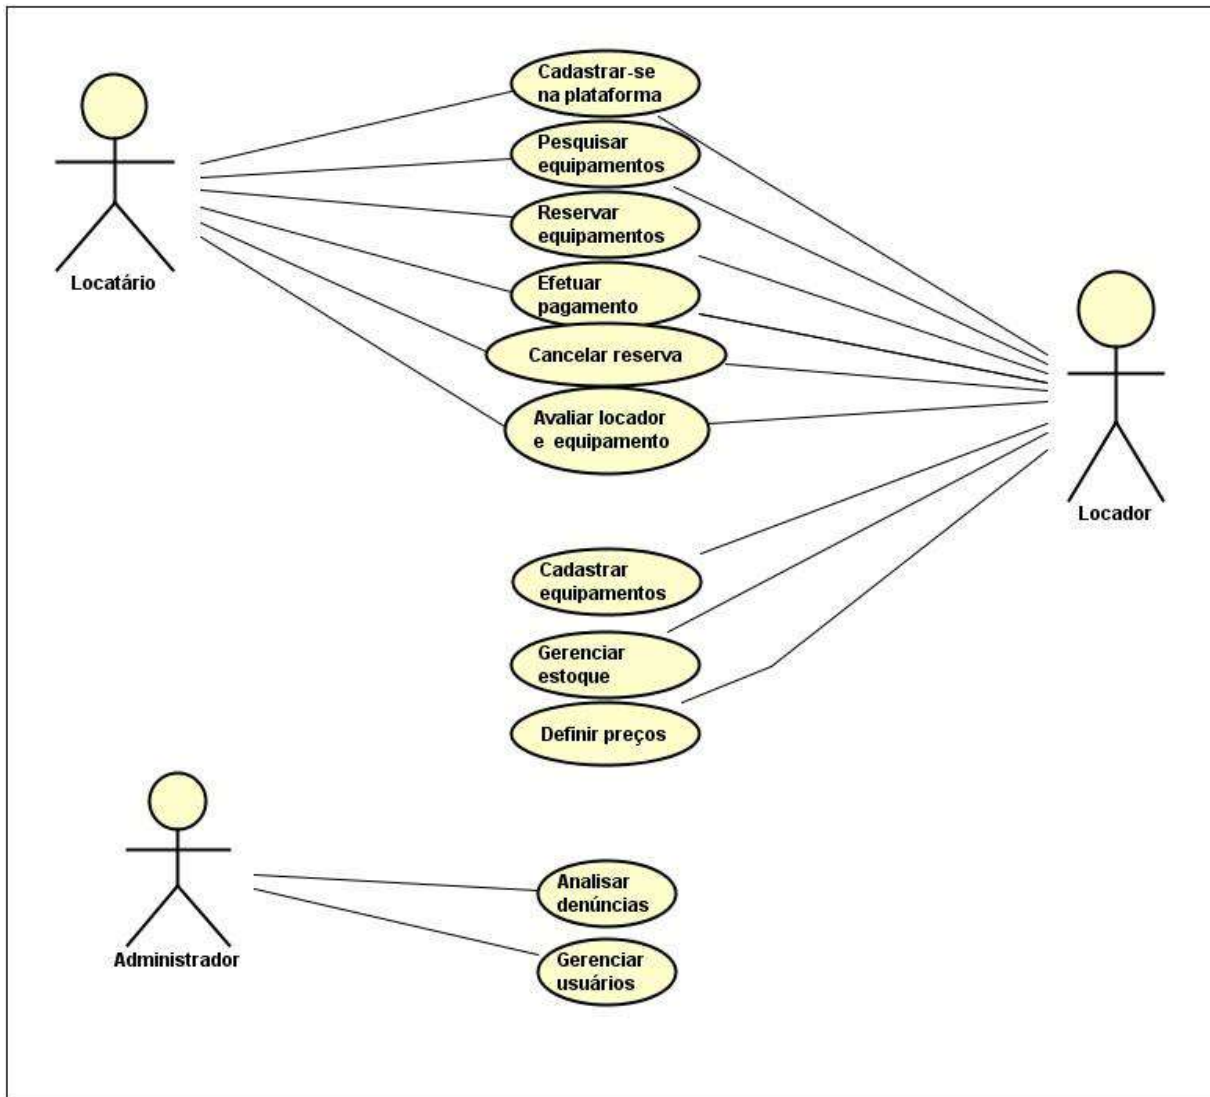 Cadastrar-se
na plataforma
Pesquisar
equipamentos
Reservar
equipamentos
Locatário
Efetuar
pagamento
Cancelar reserva
Avaliar locador
e equipamento
Locador
Cadastrar
equipamentos
Gerenciar
estoque
Definir preços
Analisar
denúncias
Administrador
Gerenciar
usuários